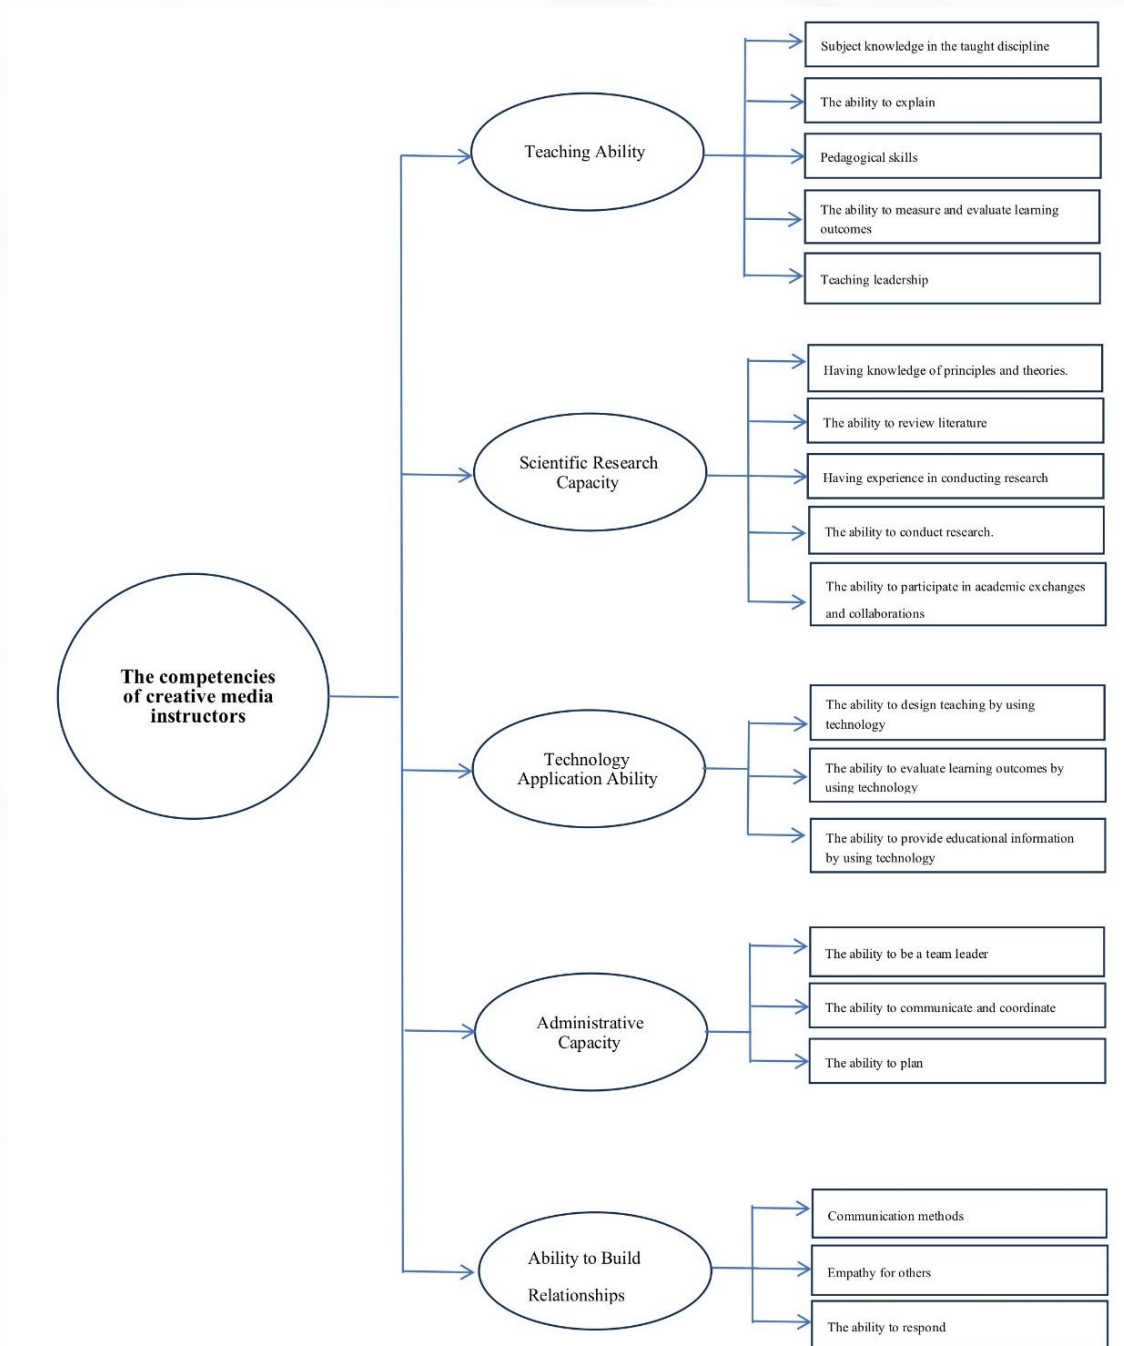 Subject knowledge in the taught discipline
The ability to explain
Teaching Ability
Pedagogical skills
The ability to measure and evaluate learning
outcomes
Teaching leadership
Having knowledge of principles and theories.
The ability to review literature
Scientific Research
Capacity
Having experience in conducting research
The ability to conduct research.
The ability to participate in academic exchanges
and collaborations
The competencies
of creative media
instructors
The ability to design teaching by using
technology
Technology
Application Ability
The ability to evaluate learning outcomes by
using technology
The ability to provide educational information
by using technology
The ability to be a team leader
Administrative
Capacity
The ability to communicate and coordinate
The ability to plan
Communication methods
Ability to Build
Relationships
Empathy for others
The ability to respond